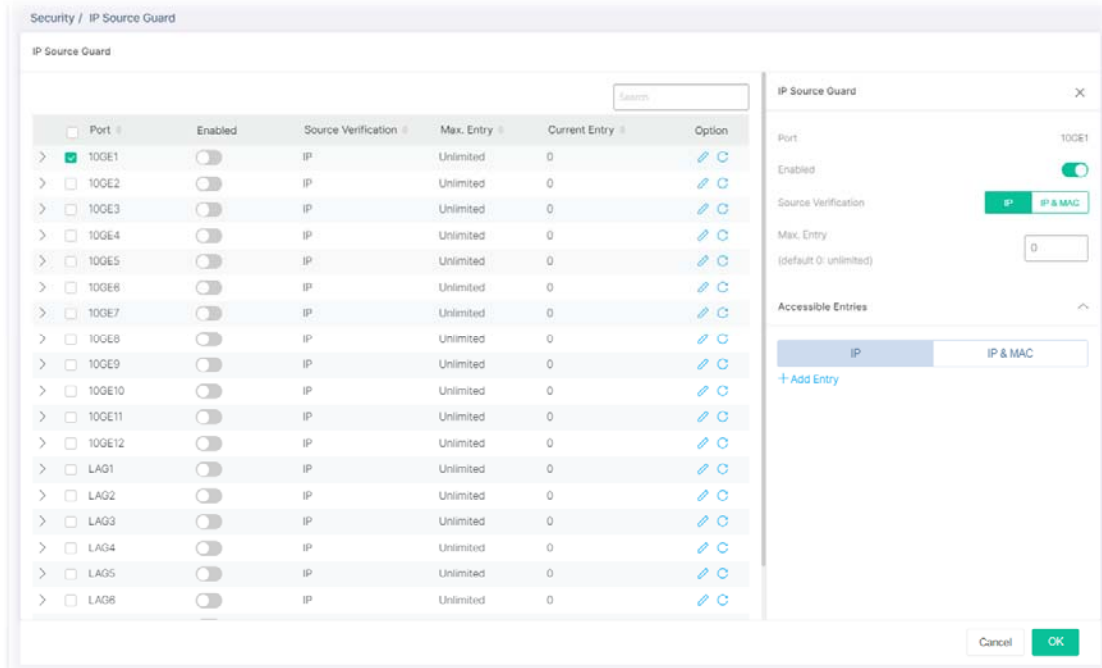 Security / IP Source Guard
IP Source Guard
Search
Port Enabled Source Verification Max. Entry Current Entry Option
10GE1 IP Unlimited 0
10GE2 IP Unlimited 0
10GE3 IP Unlimited 0
10GE4 IP Unlimited 0
10GE5 IP Unlimited 0
10GE6 IP Unlimited 0
10GE7 IP Unlimited 0
10GE8 IP Unlimited 0
10GE9 IP Unlimited 0
10GE10 IP Unlimited 0
10GE11 IP Unlimited 0
10GE12 IP Unlimited 0
LAG1 IP Unlimited 0
LAG2 IP Unlimited 0
LAG3 IP Unlimited 0
LAG4 IP Unlimited 0
LAG5 IP Unlimited 0
LAG6 IP Unlimited 0
IP Source Guard
Port 10GE1
Enabled
Source Verification IP IP & MAC
Max. Entry
(default 0: unlimited) 0
Accessible Entries
IP IP & MAC
+ Add Entry
Cancel OK